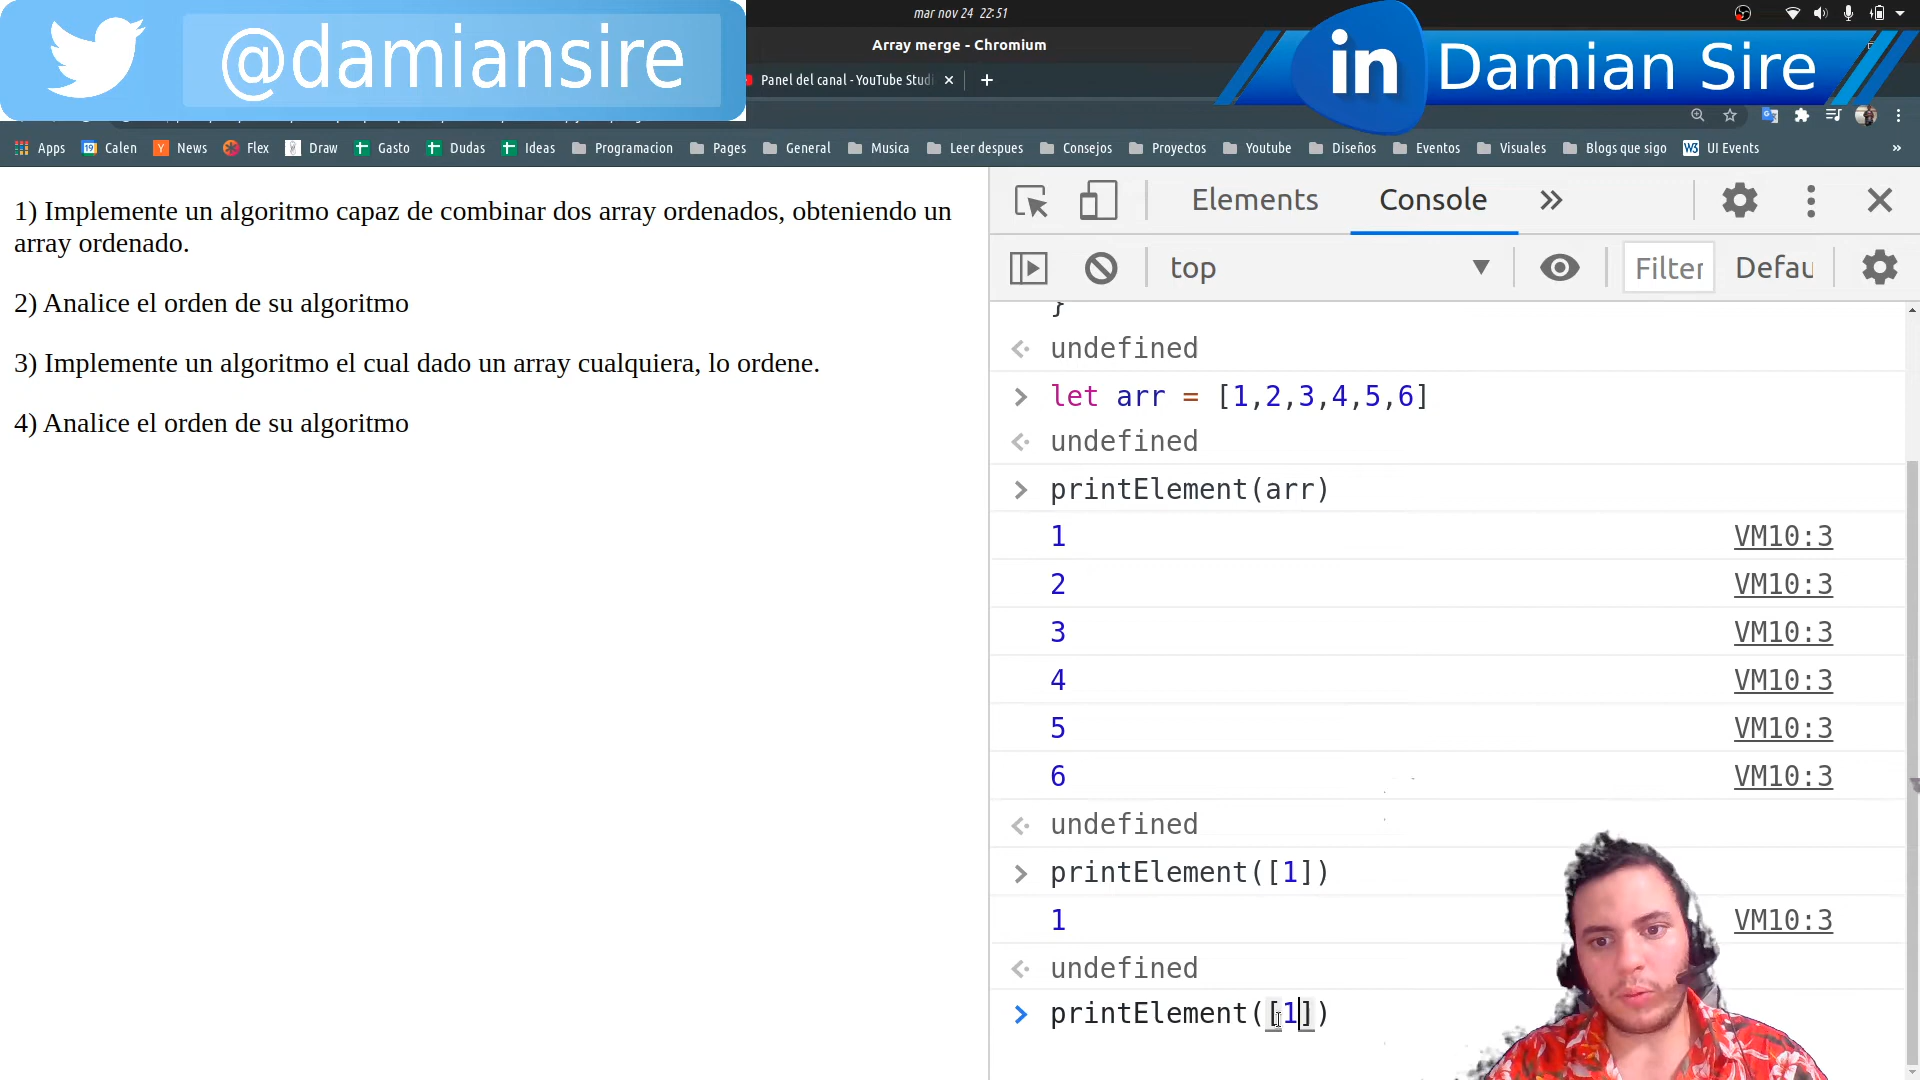 @damiansire
mar nov 24 22:51
Array merge - Chromium
in Damian Sire
Panel del canal - YouTube Studi
Apps Calen News Flex Draw Gasto Dudas Ideas Programacion Pages General Musica Leer despues Consejos Proyectos Youtube Diseños Eventos Visuales Blogs que sigo UI Events »
1) Implemente un algoritmo capaz de combinar dos array ordenados, obteniendo un
array ordenado.
2) Analice el orden de su algoritmo
3) Implemente un algoritmo el cual dado un array cualquiera, lo ordene.
4) Analice el orden de su algoritmo
Elements Console »
top Filter Defau
}
undefined
let arr = [1,2,3,4,5,6]
undefined
printElement(arr)
1 VM10:3
2 VM10:3
3 VM10:3
4 VM10:3
5 VM10:3
6 VM10:3
undefined
printElement([1])
1 VM10:3
undefined
printElement([1])